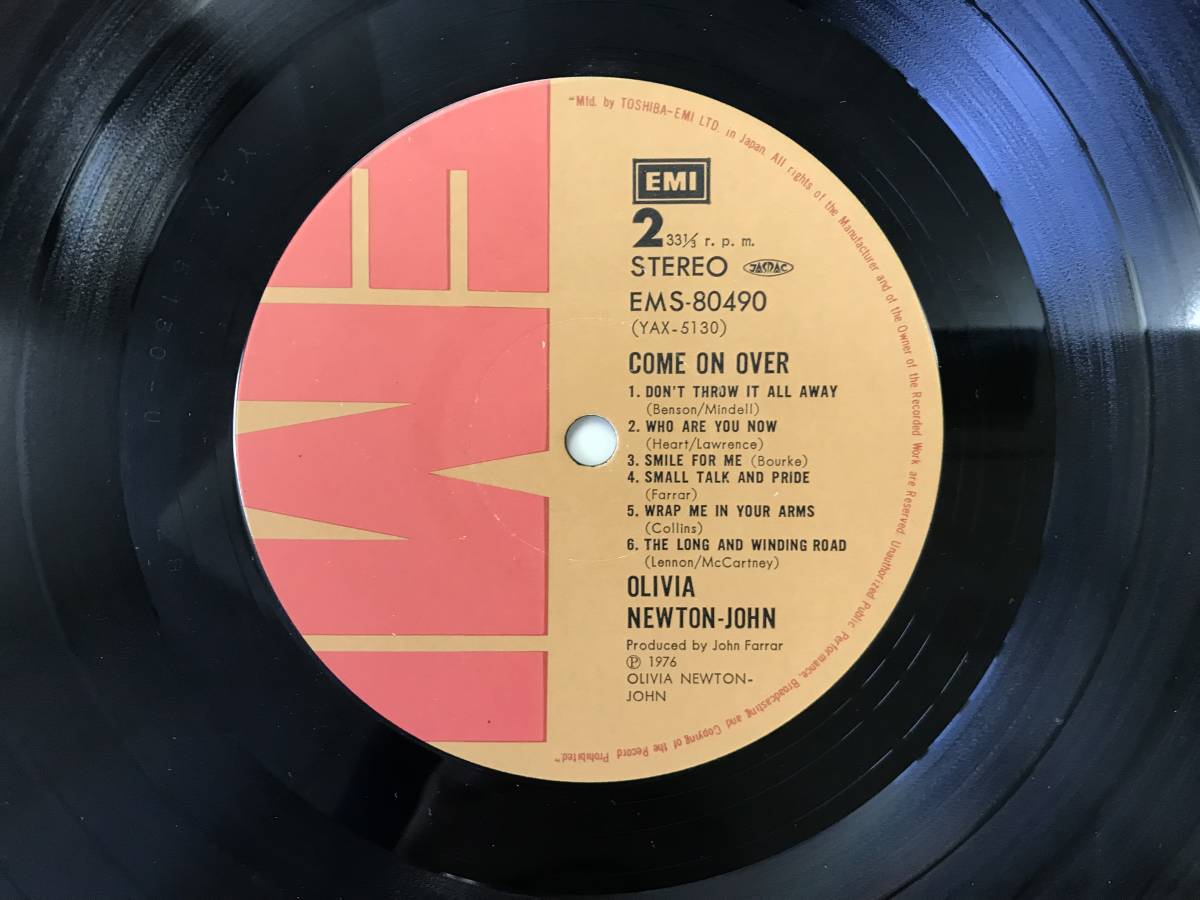 "Mfd. by TOSHIBA-EMI LTD. in Japan. All rights of the Manufacturer and of the Owner of the Recorded Work are Reserved. Unauthorized Public Performance, Broadcasting and Copying of the Record Prohibited."
EMI
EMI
2 33⅓ r. p. m.
STEREO JASRAC
EMS-80490
(YAX-5130)
COME ON OVER
1. DON'T THROW IT ALL AWAY
(Benson/Mindell)
2. WHO ARE YOU NOW
(Heart/Lawrence)
3. SMILE FOR ME (Bourke)
4. SMALL TALK AND PRIDE
(Farrar)
5. WRAP ME IN YOUR ARMS
(Collins)
6. THE LONG AND WINDING ROAD
(Lennon/McCartney)
OLIVIA
NEWTON-JOHN
Produced by John Farrar
Ⓟ 1976
OLIVIA NEWTON-
JOHN